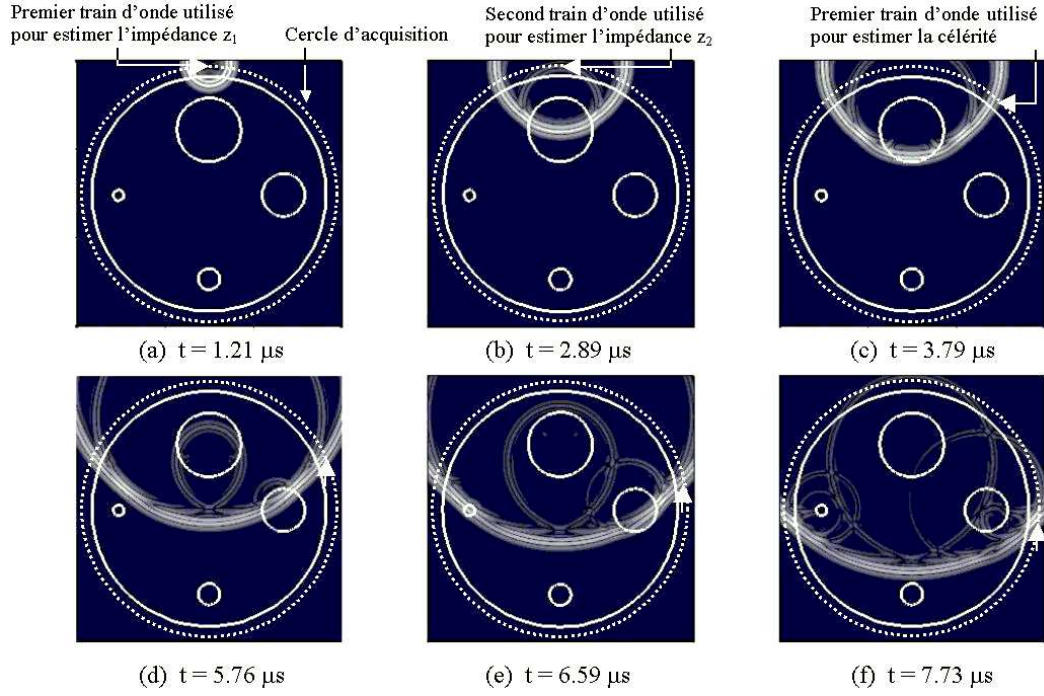 Premier train d'onde utilisé
pour estimer l'impédance z₁
Cercle d'acquisition
Second train d'onde utilisé
pour estimer l'impédance z₂
Premier train d'onde utilisé
pour estimer la célérité
(a) t = 1.21 µs
(b) t = 2.89 µs
(c) t = 3.79 µs
(d) t = 5.76 µs
(e) t = 6.59 µs
(f) t = 7.73 µs